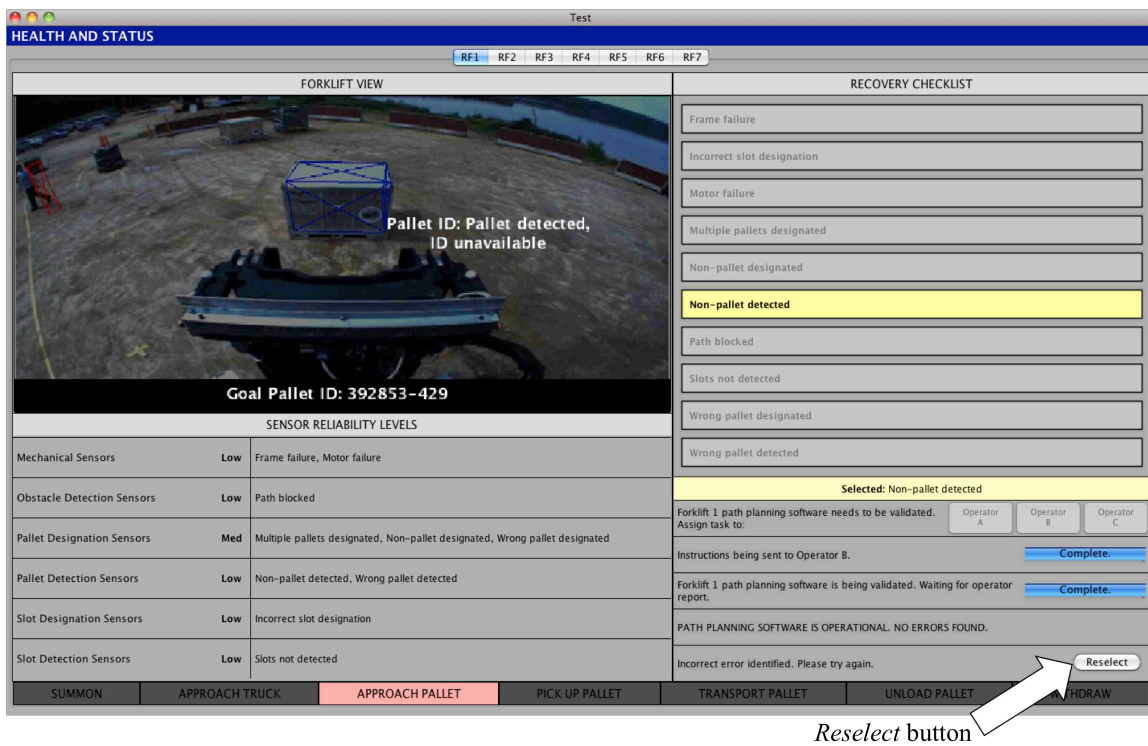 Test
HEALTH AND STATUS
RF1 RF2 RF3 RF4 RF5 RF6 RF7
FORKLIFT VIEW
Pallet ID: Pallet detected,
ID unavailable
Goal Pallet ID: 392853-429
SENSOR RELIABILITY LEVELS
Mechanical Sensors Low Frame failure, Motor failure
Obstacle Detection Sensors Low Path blocked
Pallet Designation Sensors Med Multiple pallets designated, Non-pallet designated, Wrong pallet designated
Pallet Detection Sensors Low Non-pallet detected, Wrong pallet detected
Slot Designation Sensors Low Incorrect slot designation
Slot Detection Sensors Low Slots not detected
RECOVERY CHECKLIST
Frame failure
Incorrect slot designation
Motor failure
Multiple pallets designated
Non-pallet designated
Non-pallet detected
Path blocked
Slots not detected
Wrong pallet designated
Wrong pallet detected
Selected: Non-pallet detected
Forklift 1 path planning software needs to be validated.
Assign task to:
Operator
A
Operator
B
Operator
C
Instructions being sent to Operator B. Complete.
Forklift 1 path planning software is being validated. Waiting for operator
report.
Complete.
PATH PLANNING SOFTWARE IS OPERATIONAL. NO ERRORS FOUND.
Incorrect error identified. Please try again. Reselect
SUMMON APPROACH TRUCK APPROACH PALLET PICK UP PALLET TRANSPORT PALLET UNLOAD PALLET
Reselect button